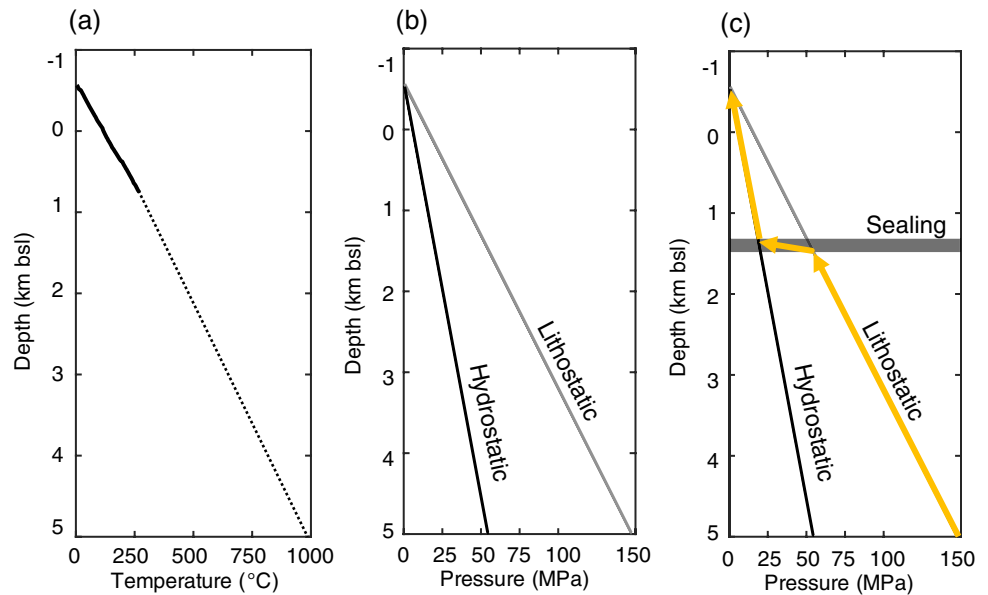 (a)
-1
0
1
2
3
4
5
Depth (km bsl)
0 250 500 750 1000
Temperature (°C)
(b)
-1
0
1
2
3
4
5
Depth (km bsl)
Hydrostatic
Lithostatic
0 25 50 75 100 150
Pressure (MPa)
(c)
-1
0
1
2
3
4
5
Depth (km bsl)
Sealing
Hydrostatic
Lithostatic
0 25 50 75 100 150
Pressure (MPa)